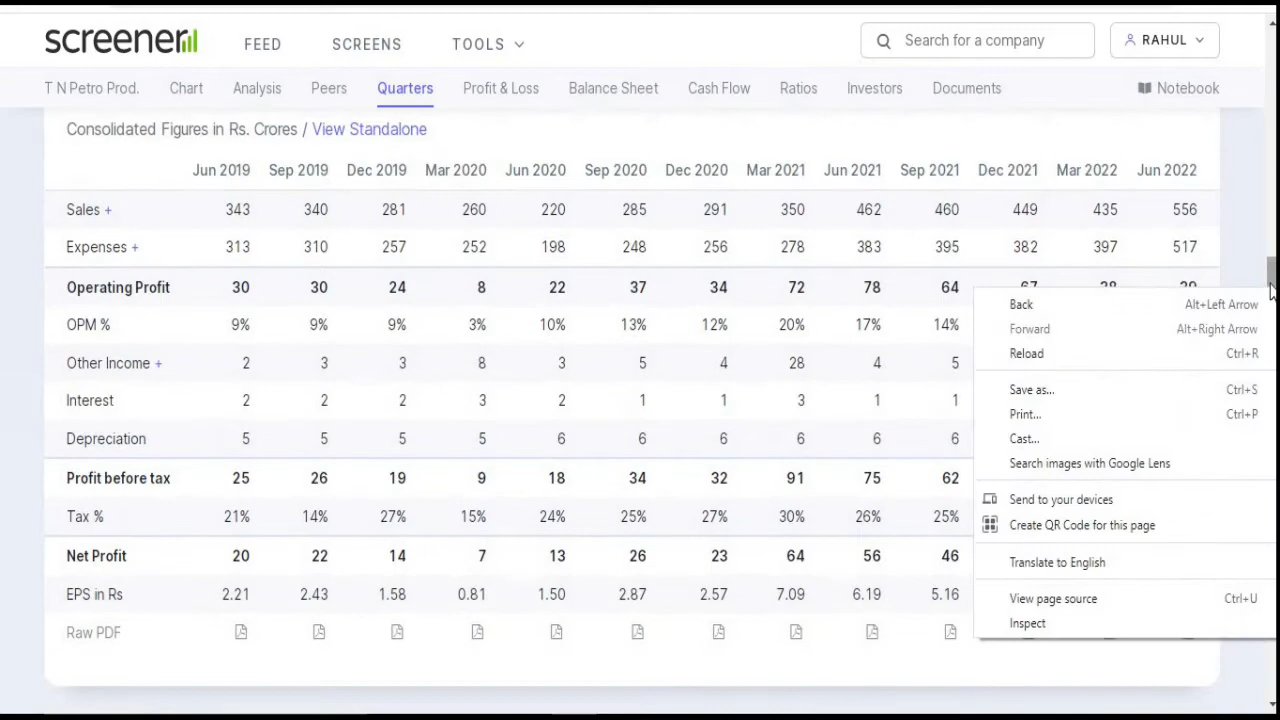 screener FEED SCREENS TOOLS Search for a company RAHUL
T N Petro Prod. Chart Analysis Peers Quarters Profit & Loss Balance Sheet Cash Flow Ratios Investors Documents Notebook
Consolidated Figures in Rs. Crores / View Standalone
Jun 2019 Sep 2019 Dec 2019 Mar 2020 Jun 2020 Sep 2020 Dec 2020 Mar 2021 Jun 2021 Sep 2021 Dec 2021 Mar 2022 Jun 2022
Sales + 343 340 281 260 220 285 291 350 462 460 449 435 556
Expenses + 313 310 257 252 198 248 256 278 383 395 382 397 517
Operating Profit 30 30 24 8 22 37 34 72 78 64
OPM % 9% 9% 9% 3% 10% 13% 12% 20% 17% 14%
Other Income + 2 3 3 8 3 5 4 28 4 5
Interest 2 2 2 3 2 1 1 3 1 1
Depreciation 5 5 5 5 6 6 6 6 6 6
Profit before tax 25 26 19 9 18 34 32 91 75 62
Tax % 21% 14% 27% 15% 24% 25% 27% 30% 26% 25%
Net Profit 20 22 14 7 13 26 23 64 56 46
EPS in Rs 2.21 2.43 1.58 0.81 1.50 2.87 2.57 7.09 6.19 5.16
Raw PDF
Back Alt+Left Arrow
Forward Alt+Right Arrow
Reload Ctrl+R
Save as... Ctrl+S
Print... Ctrl+P
Cast...
Search images with Google Lens
Send to your devices
Create QR Code for this page
Translate to English
View page source Ctrl+U
Inspect